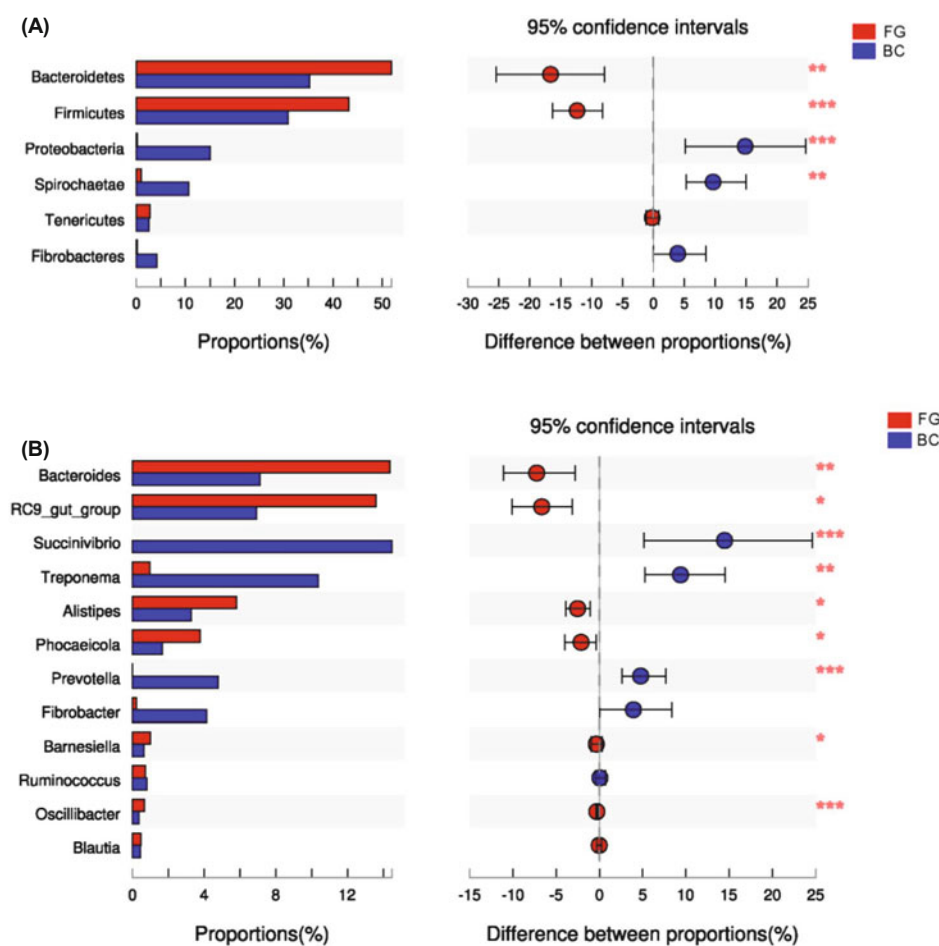 (A)
95% confidence intervals
FG
BC
Bacteroidetes
**
Firmicutes
***
Proteobacteria
***
Spirochaetae
**
Tenericutes
Fibrobacteres
0 10 20 30 40 50
-30 -25 -20 -15 -10 -5 0 5 10 15 20 25
Proportions(%)
Difference between proportions(%)
(B)
95% confidence intervals
FG
BC
Bacteroides
**
RC9_gut_group
*
Succinivibrio
***
Treponema
**
Alistipes
*
Phocaeicola
*
Prevotella
***
Fibrobacter
Barnesiella
*
Ruminococcus
Oscillibacter
***
Blautia
0 4 8 12
-15 -10 -5 0 5 10 15 20 25
Proportions(%)
Difference between proportions(%)